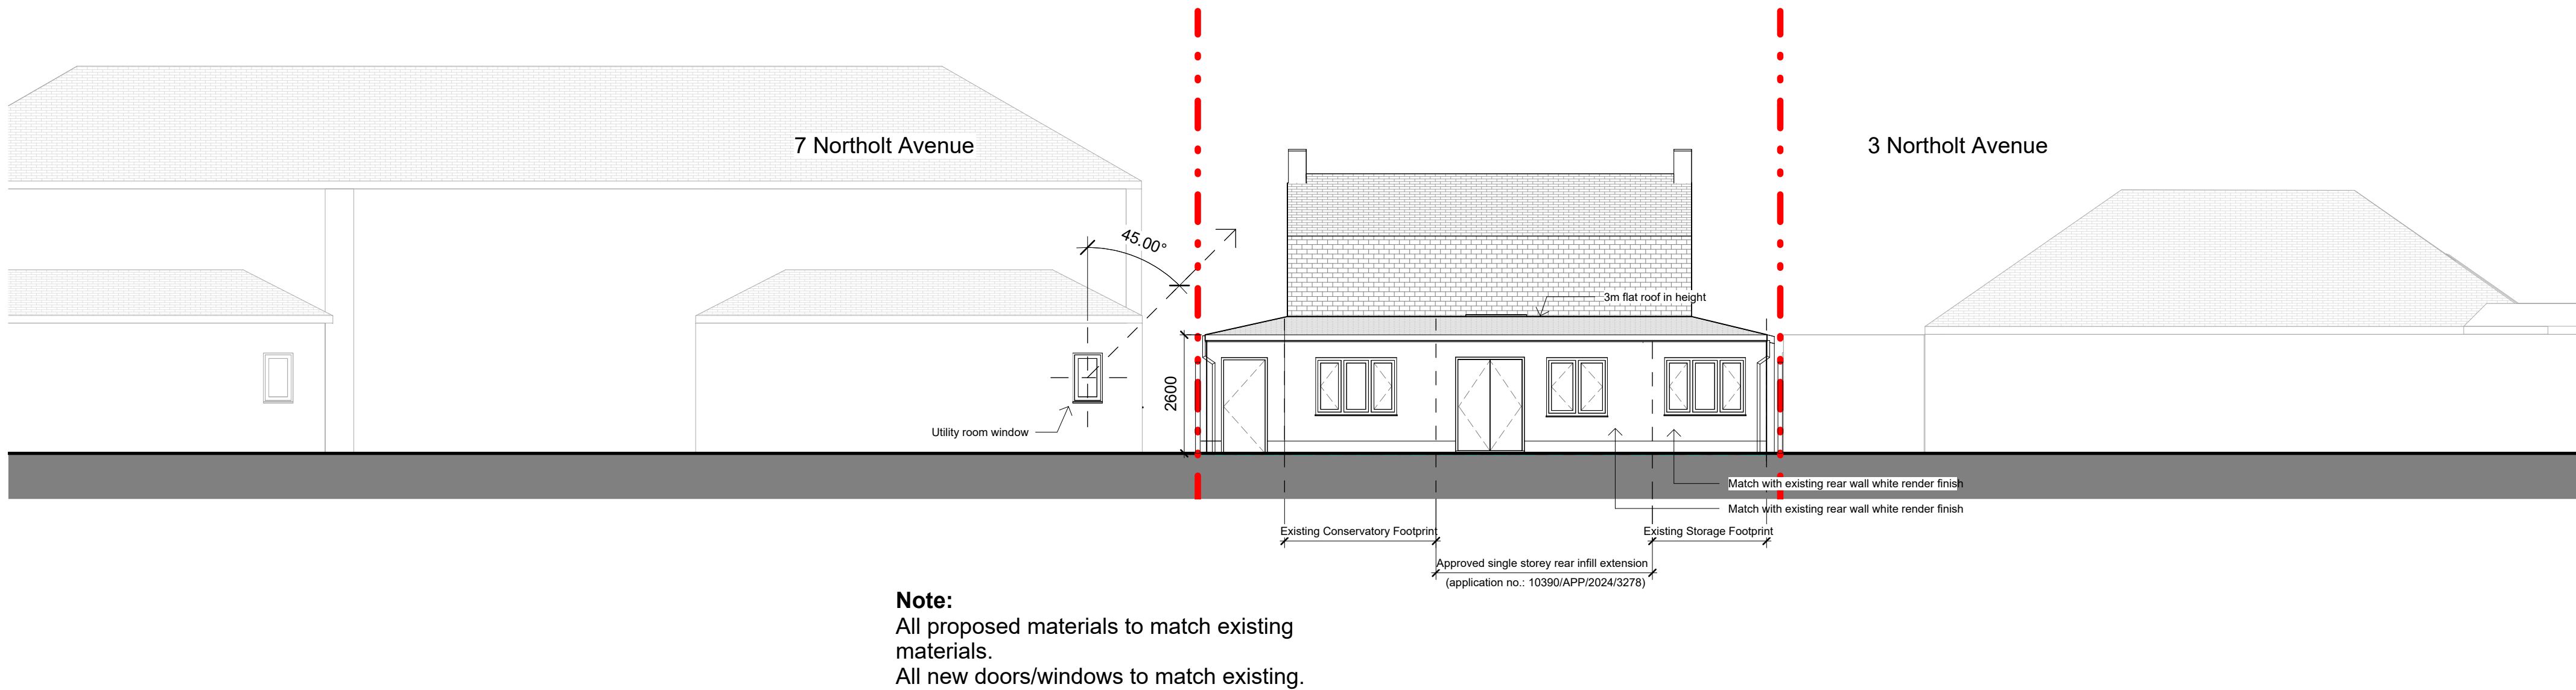 7 Northolt Avenue
3 Northolt Avenue
45.00°
3m flat roof in height
2600
Utility room window
Match with existing rear wall white render finish
Match with existing rear wall white render finish
Existing Conservatory Footprint
Existing Storage Footprint
Approved single storey rear infill extension
(application no.: 10390/APP/2024/3278)
Note:
All proposed materials to match existing
materials.
All new doors/windows to match existing.